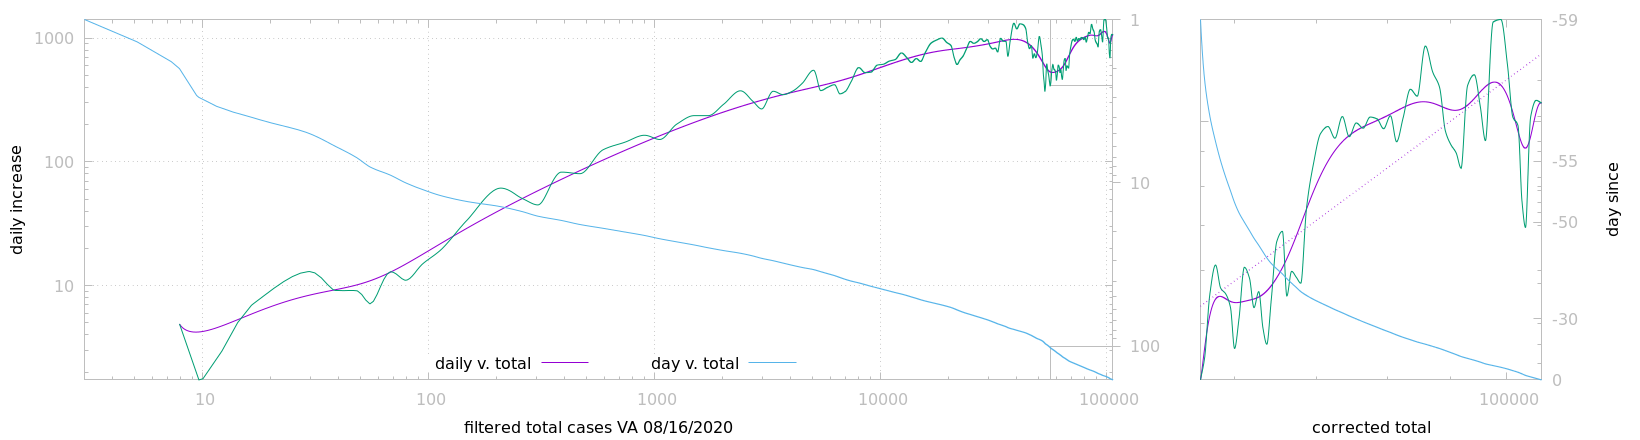 1000
100
10
daily increase
daily v. total
day v. total
10
100
1000
10000
100000
filtered total cases VA 08/16/2020
1
10
100
-59
-55
-50
-30
0
day since
100000
corrected total